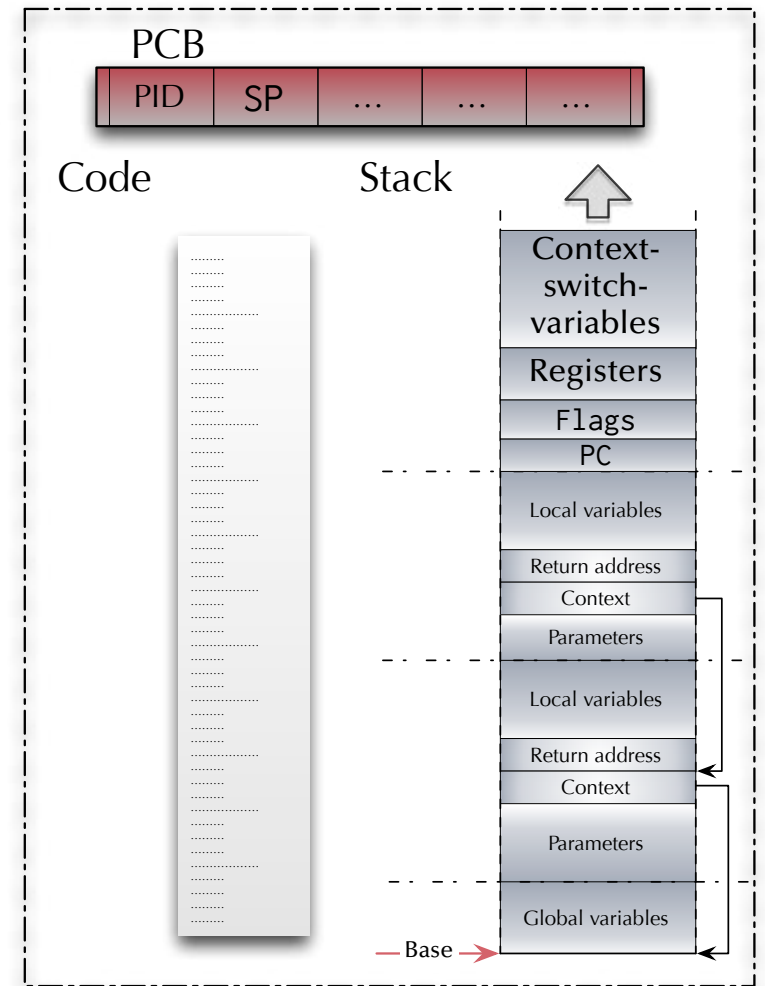 PCB
PID SP ... ... ...
Code Stack
Context-
switch-
variables
Registers
Flags
PC
Local variables
Return address
Context
Parameters
Local variables
Return address
Context
Parameters
Global variables
Base